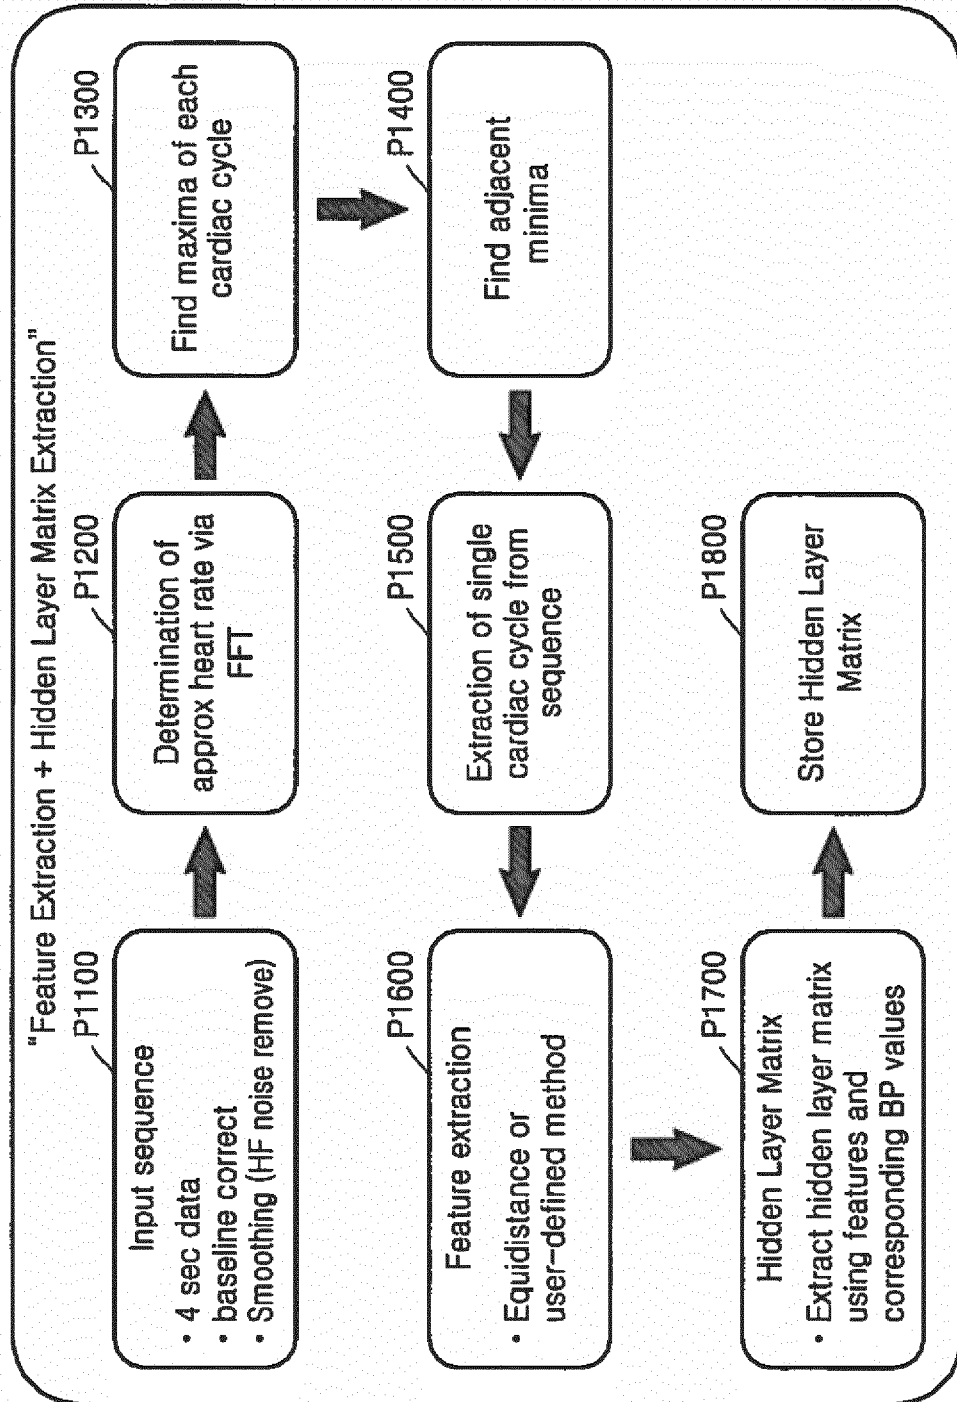 "Feature Extraction + Hidden Layer Matrix Extraction"
P1100
Input sequence
• 4 sec data
• baseline correct
• Smoothing (HF noise remove)
P1200
Determination of
approx heart rate via
FFT
P1300
Find maxima of each
cardiac cycle
P1400
Find adjacent
minima
P1500
Extraction of single
cardiac cycle from
sequence
P1600
Feature extraction
• Equidistance or
user-defined method
P1700
Hidden Layer Matrix
• Extract hidden layer matrix
using features and
corresponding BP values
P1800
Store Hidden Layer
Matrix